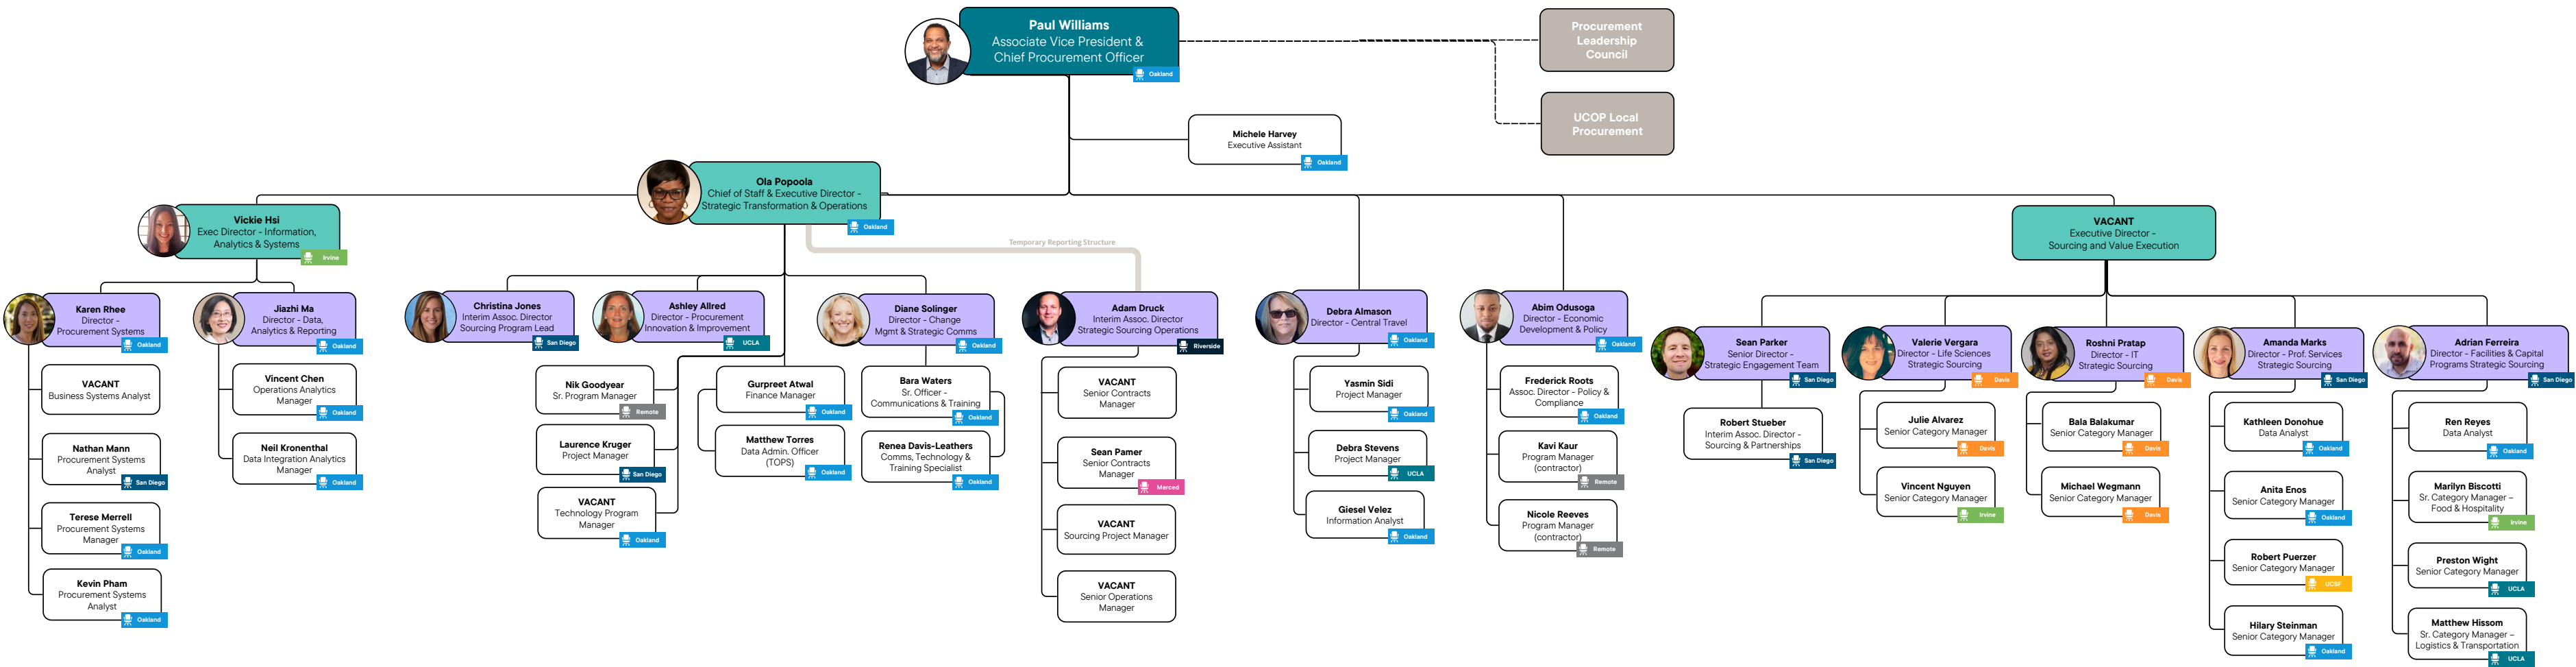 Paul Williams
Associate Vice President &
Chief Procurement Officer
Oakland
Procurement
Leadership
Council
UCOP Local
Procurement
Michele Harvey
Executive Assistant
Oakland
Ola Popoola
Chief of Staff & Executive Director –
Strategic Transformation & Operations
Oakland
Vickie Hsi
Exec Director - Information,
Analytics & Systems
Irvine
VACANT
Executive Director -
Sourcing and Value Execution
Temporary Reporting Structure
Karen Rhee
Director -
Procurement Systems
Oakland
VACANT
Business Systems Analyst
Nathan Mann
Procurement Systems
Analyst
San Diego
Terese Merrell
Procurement Systems
Manager
Oakland
Kevin Pham
Procurement Systems
Analyst
Oakland
Jiazhi Ma
Director - Data,
Analytics & Reporting
Oakland
Vincent Chen
Operations Analytics
Manager
Oakland
Neil Kronenthal
Data Integration Analytics
Manager
Oakland
Christina Jones
Interim Assoc. Director
Sourcing Program Lead
San Diego
Ashley Allred
Director - Procurement
Innovation & Improvement
UCLA
Nik Goodyear
Sr. Program Manager
Remote
Laurence Kruger
Project Manager
San Diego
VACANT
Technology Program
Manager
Oakland
Gurpreet Atwal
Finance Manager
Oakland
Matthew Torres
Data Admin. Officer
(TOPS)
Oakland
Diane Solinger
Director - Change
Mgmt & Strategic Comms
Oakland
Bara Waters
Sr. Officer -
Communications & Training
Oakland
Renea Davis-Leathers
Comms, Technology &
Training Specialist
Oakland
Adam Druck
Interim Assoc. Director
Strategic Sourcing Operations
Riverside
VACANT
Senior Contracts
Manager
Sean Pamer
Senior Contracts
Manager
Merced
VACANT
Sourcing Project Manager
VACANT
Senior Operations
Manager
Debra Almason
Director - Central Travel
Oakland
Yasmin Sidi
Project Manager
Oakland
Debra Stevens
Project Manager
UCLA
Giesel Velez
Information Analyst
Oakland
Abim Odusoga
Director - Economic
Development & Policy
Oakland
Frederick Roots
Assoc. Director - Policy &
Compliance
Oakland
Kavi Kaur
Program Manager
(contractor)
Remote
Nicole Reeves
Program Manager
(contractor)
Remote
Sean Parker
Senior Director -
Strategic Engagement Team
San Diego
Robert Stueber
Interim Assoc. Director -
Sourcing & Partnerships
San Diego
Valerie Vergara
Director - Life Sciences
Strategic Sourcing
Davis
Julie Alvarez
Senior Category Manager
Davis
Vincent Nguyen
Senior Category Manager
Irvine
Roshni Pratap
Director - IT
Strategic Sourcing
Davis
Bala Balakumar
Senior Category Manager
Davis
Michael Wegmann
Senior Category Manager
Davis
Amanda Marks
Director - Prof. Services
Strategic Sourcing
San Diego
Kathleen Donohue
Data Analyst
Oakland
Anita Enos
Senior Category Manager
Oakland
Robert Puerzer
Senior Category Manager
UCSF
Hilary Steinman
Senior Category Manager
Oakland
Adrian Ferreira
Director - Facilities & Capital
Programs Strategic Sourcing
San Diego
Ren Reyes
Data Analyst
Oakland
Marilyn Biscotti
Sr. Category Manager –
Food & Hospitality
Irvine
Preston Wight
Senior Category Manager
UCLA
Matthew Hissom
Sr. Category Manager –
Logistics & Transportation
UCLA